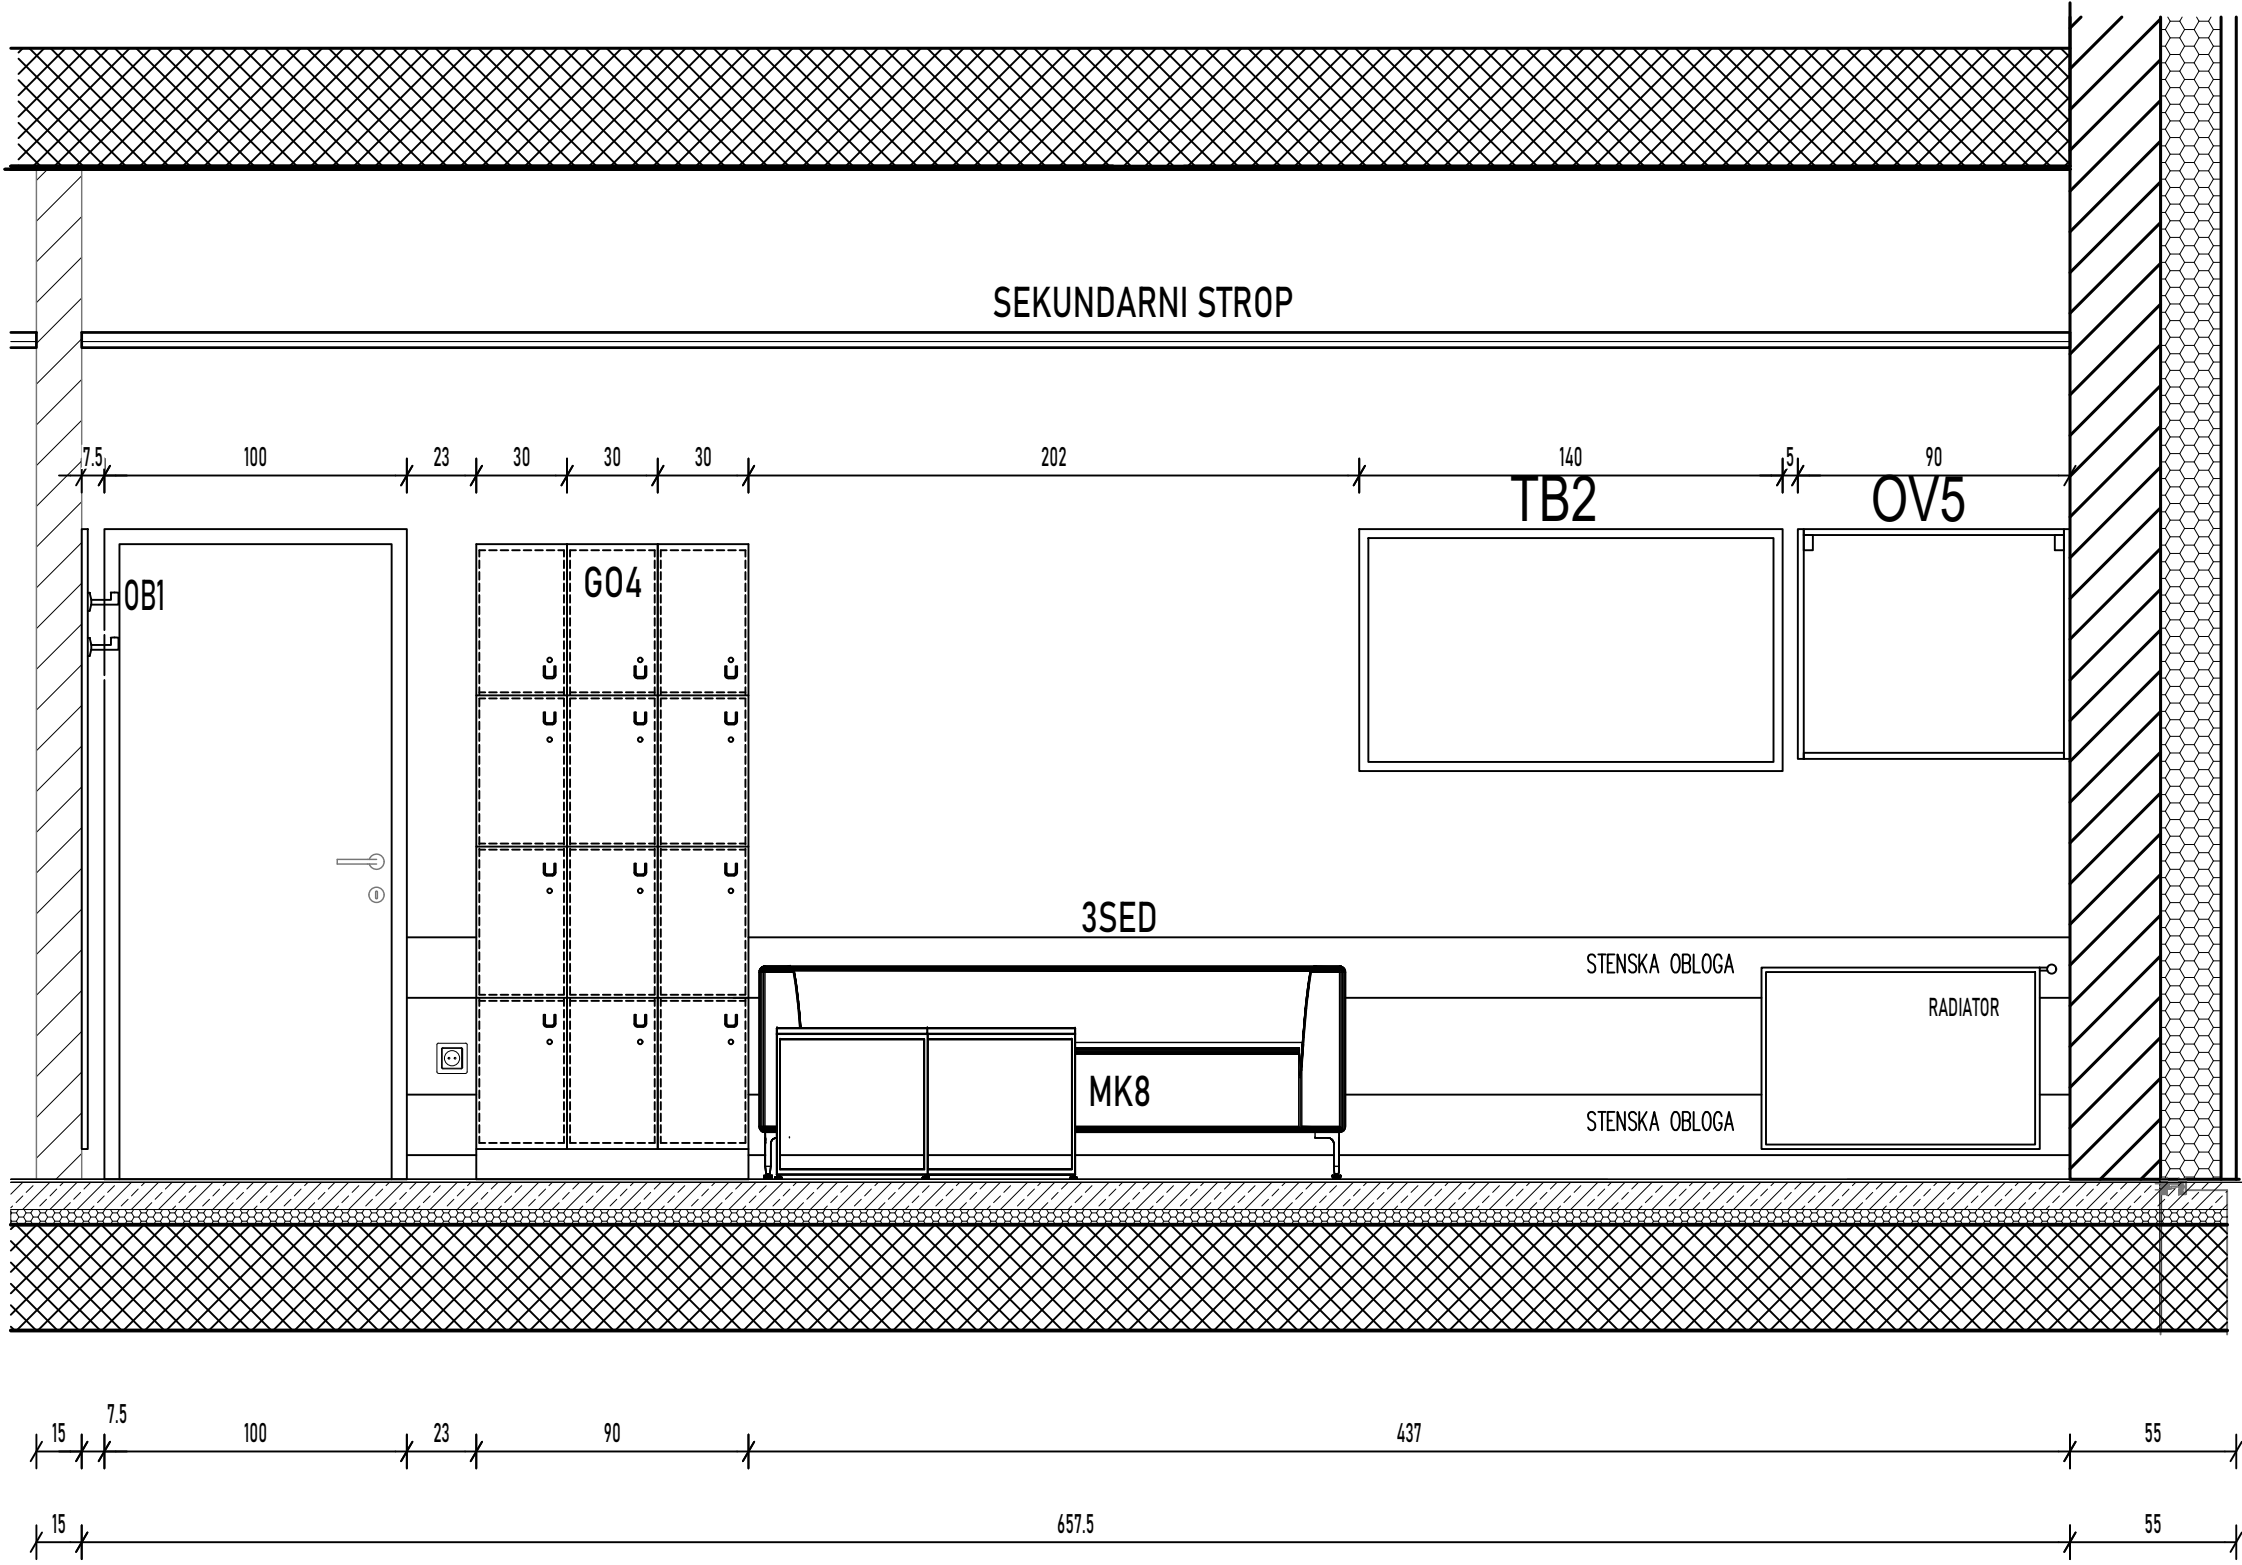 SEKUNDARNI STROP
7.5 100 23 30 30 30 202 140 5 90
TB2 OV5
OB1 GO4
3SED
STENSKA OBLOGA
RADIATOR
MK8
STENSKA OBLOGA
7.5
15 100 23 90 437 55
15 657.5 55